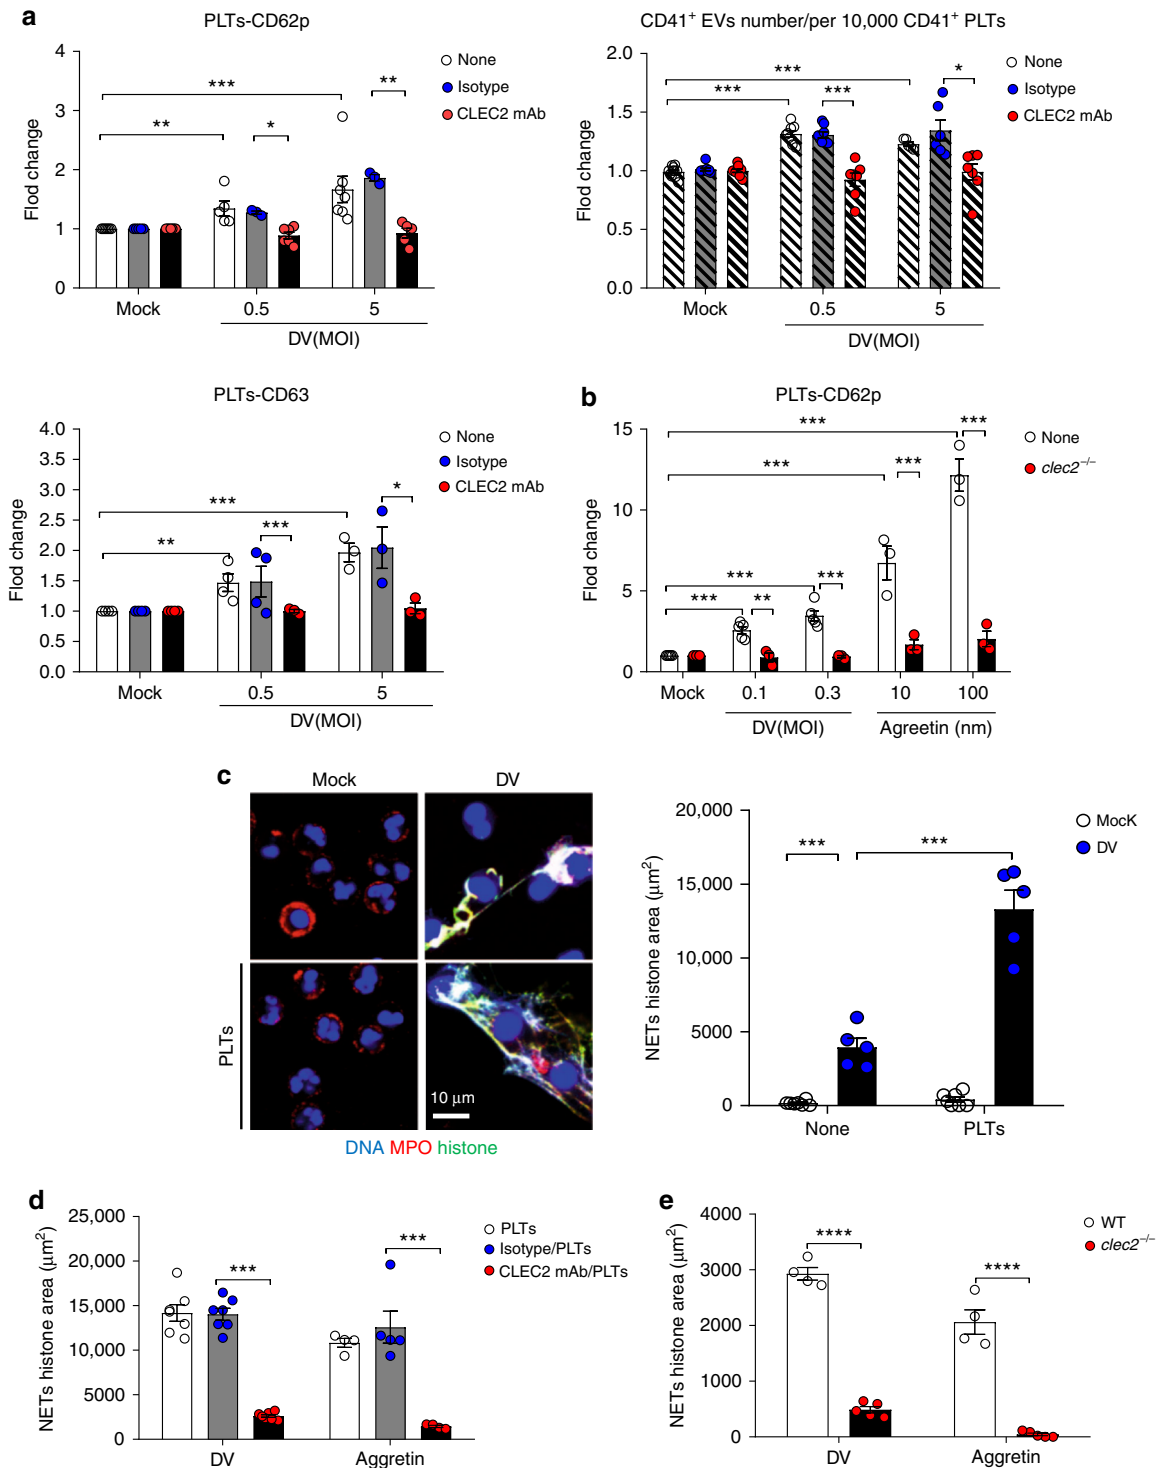 a
PLTs-CD62p
Flod change
4
3
2
1
0
*** ** ** *
Mock 0.5 5
DV(MOI)
None
Isotype
CLEC2 mAb
CD41+ EVs number/per 10,000 CD41+ PLTs
Flod change
2.0
1.5
1.0
0.5
0.0
*** * *** ***
Mock 0.5 5
DV(MOI)
None
Isotype
CLEC2 mAb
PLTs-CD63
Flod change
4.0
3.5
3.0
2.5
2.0
1.5
1.0
0.5
0.0
* *** *** **
Mock 0.5 5
DV(MOI)
None
Isotype
CLEC2 mAb
b
PLTs-CD62p
Flod change
15
10
5
0
*** *** *** *** *** *** *** **
Mock 0.1 0.3 10 100
DV(MOI) Agreetin (nm)
None
clec2−/−
c
Mock DV
PLTs
10 μm
DNA MPO histone
NETs histone area (μm2)
20,000
15,000
10,000
5000
0
*** ***
None PLTs
MocK
DV
d
NETs histone area (μm2)
25,000
20,000
15,000
10,000
5000
0
*** ***
DV Aggretin
PLTs
Isotype/PLTs
CLEC2 mAb/PLTs
e
NETs histone area (μm2)
4000
3000
2000
1000
0
**** ****
DV Aggretin
WT
clec2−/−